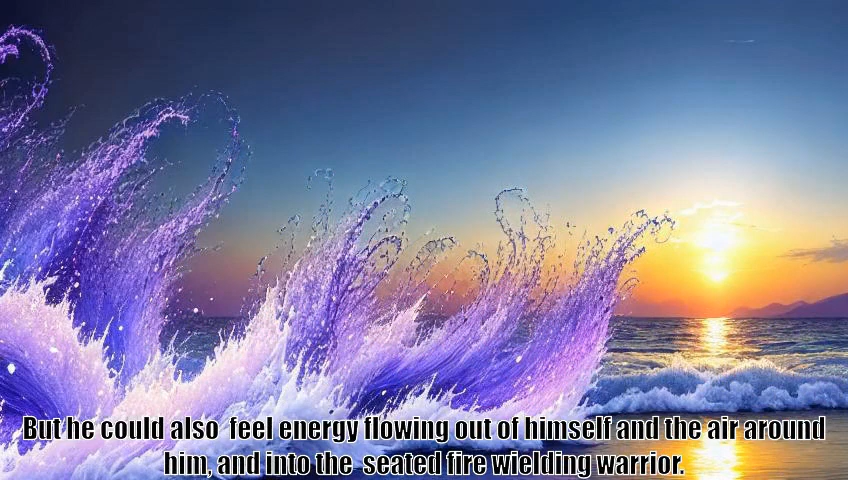 But he could also  feel energy flowing out of himself and the air around
him, and into the  seated fire wielding warrior.